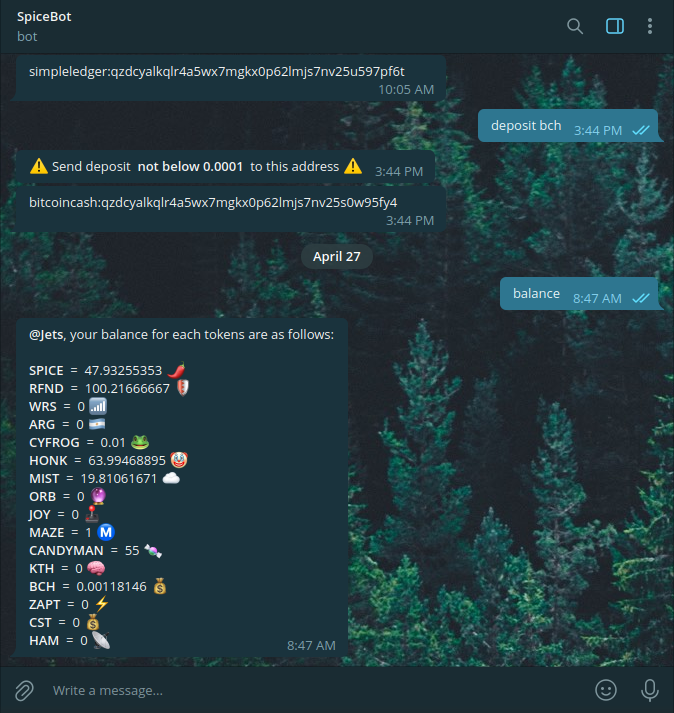 SpiceBot
bot
simpleledger:qzdcyalkqlr4a5wx7mgkx0p62lmjs7nv25u597pf6t
10:05 AM
deposit bch 3:44 PM
⚠️ Send deposit not below 0.0001 to this address ⚠️ 3:44 PM
bitcoincash:qzdcyalkqlr4a5wx7mgkx0p62lmjs7nv25s0w95fy4
3:44 PM
April 27
balance 8:47 AM
@Jets, your balance for each tokens are as follows:
SPICE = 47.93255353 🌶️
RFND = 100.21666667 🛡️
WRS = 0 📶
ARG = 0 🇦🇷
CYFROG = 0.01 🐸
HONK = 63.99468895 🤡
MIST = 19.81061671 ☁️
ORB = 0 🔮
JOY = 0 🕹️
MAZE = 1 Ⓜ️
CANDYMAN = 55 🍬
KTH = 0 🧠
BCH = 0.00118146 💰
ZAPT = 0 ⚡
CST = 0 💰
HAM = 0 📡 8:47 AM
Write a message...